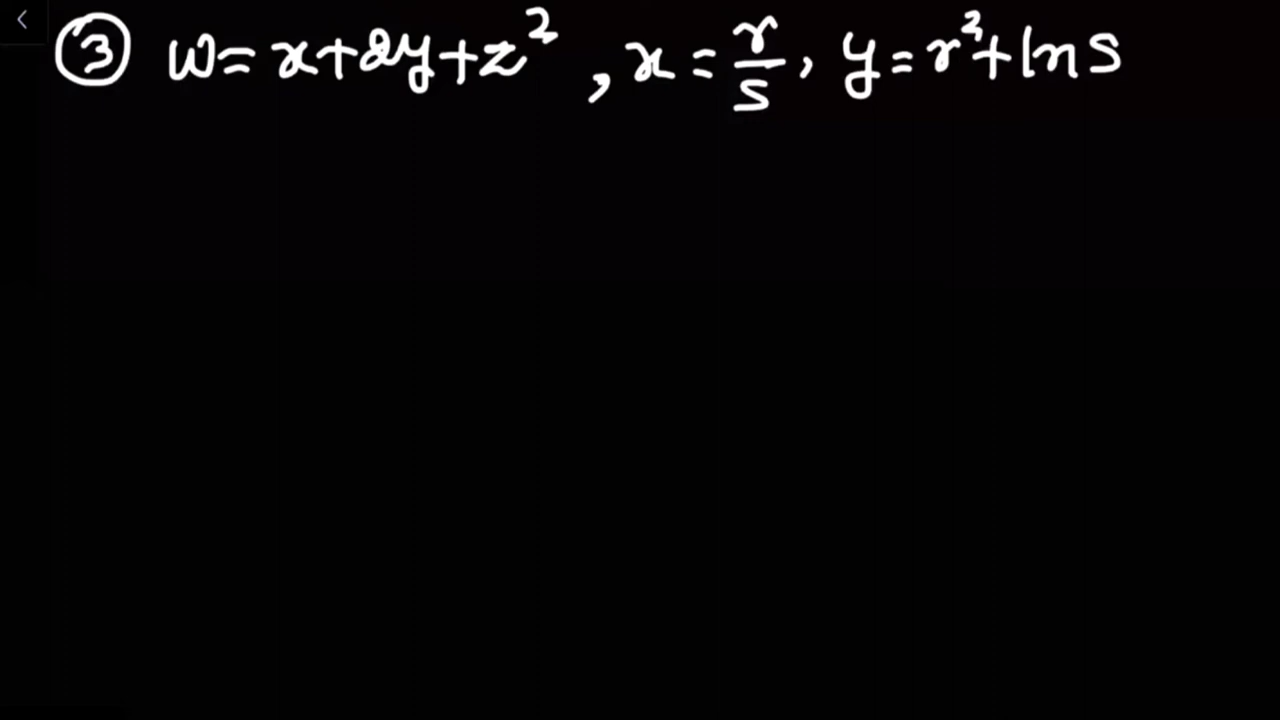 ③ w=x+2y+z², x=r/s, y=r²+ln s